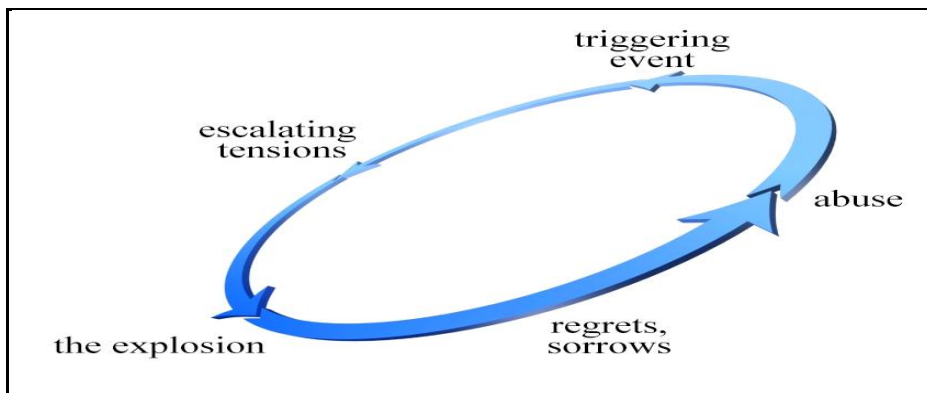 triggering
event
escalating
tensions
abuse
the explosion
regrets,
sorrows